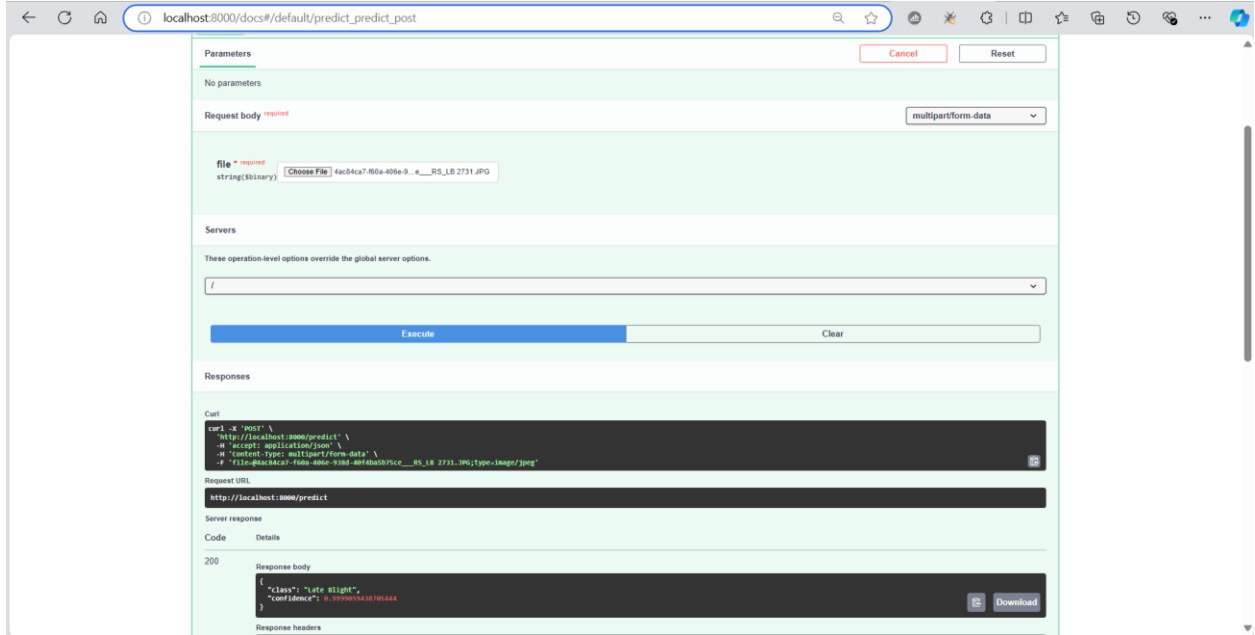 localhost:8000/docs#/default/predict_predict_post
Parameters
Cancel
Reset
No parameters
Request body required
multipart/form-data
file * required
string($binary)
Choose File 4ac84ca7-f60a-406e-9...e___RS_LB 2731.JPG
Servers
These operation-level options override the global server options.
/
Execute
Clear
Responses
Curl
curl -X 'POST' \
'http://localhost:8000/predict' \
-H 'accept: application/json' \
-H 'Content-Type: multipart/form-data' \
-F 'file=@4ac84ca7-f60a-406e-938d-40f4ba5b75ce___RS_LB 2731.JPG;type=image/jpeg'
Request URL
http://localhost:8000/predict
Server response
Code Details
200
Response body
{
"class": "Late Blight",
"confidence": 0.9999059438705444
}
Download
Response headers